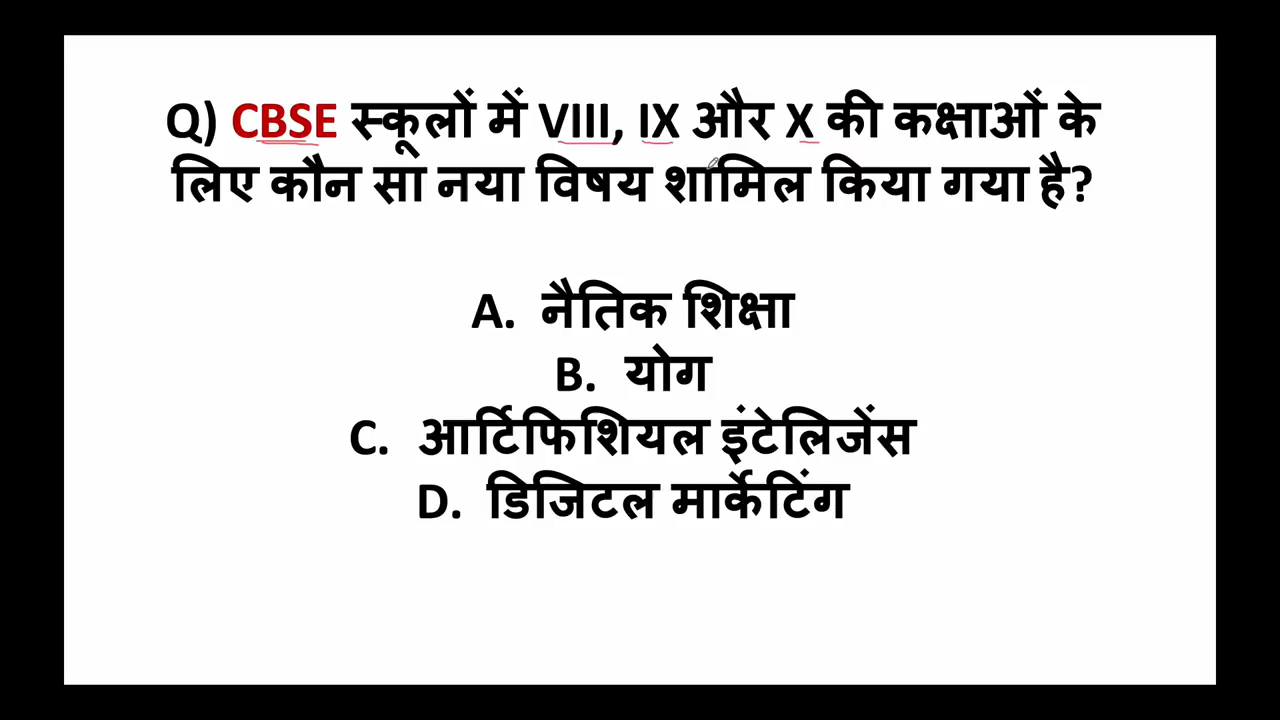 Q) CBSE स्कूलों में VIII, IX और X की कक्षाओं के
लिए कौन सा नया विषय शामिल किया गया है?
A. नैतिक शिक्षा
B. योग
C. आर्टिफिशियल इंटेलिजेंस
D. डिजिटल मार्केटिंग